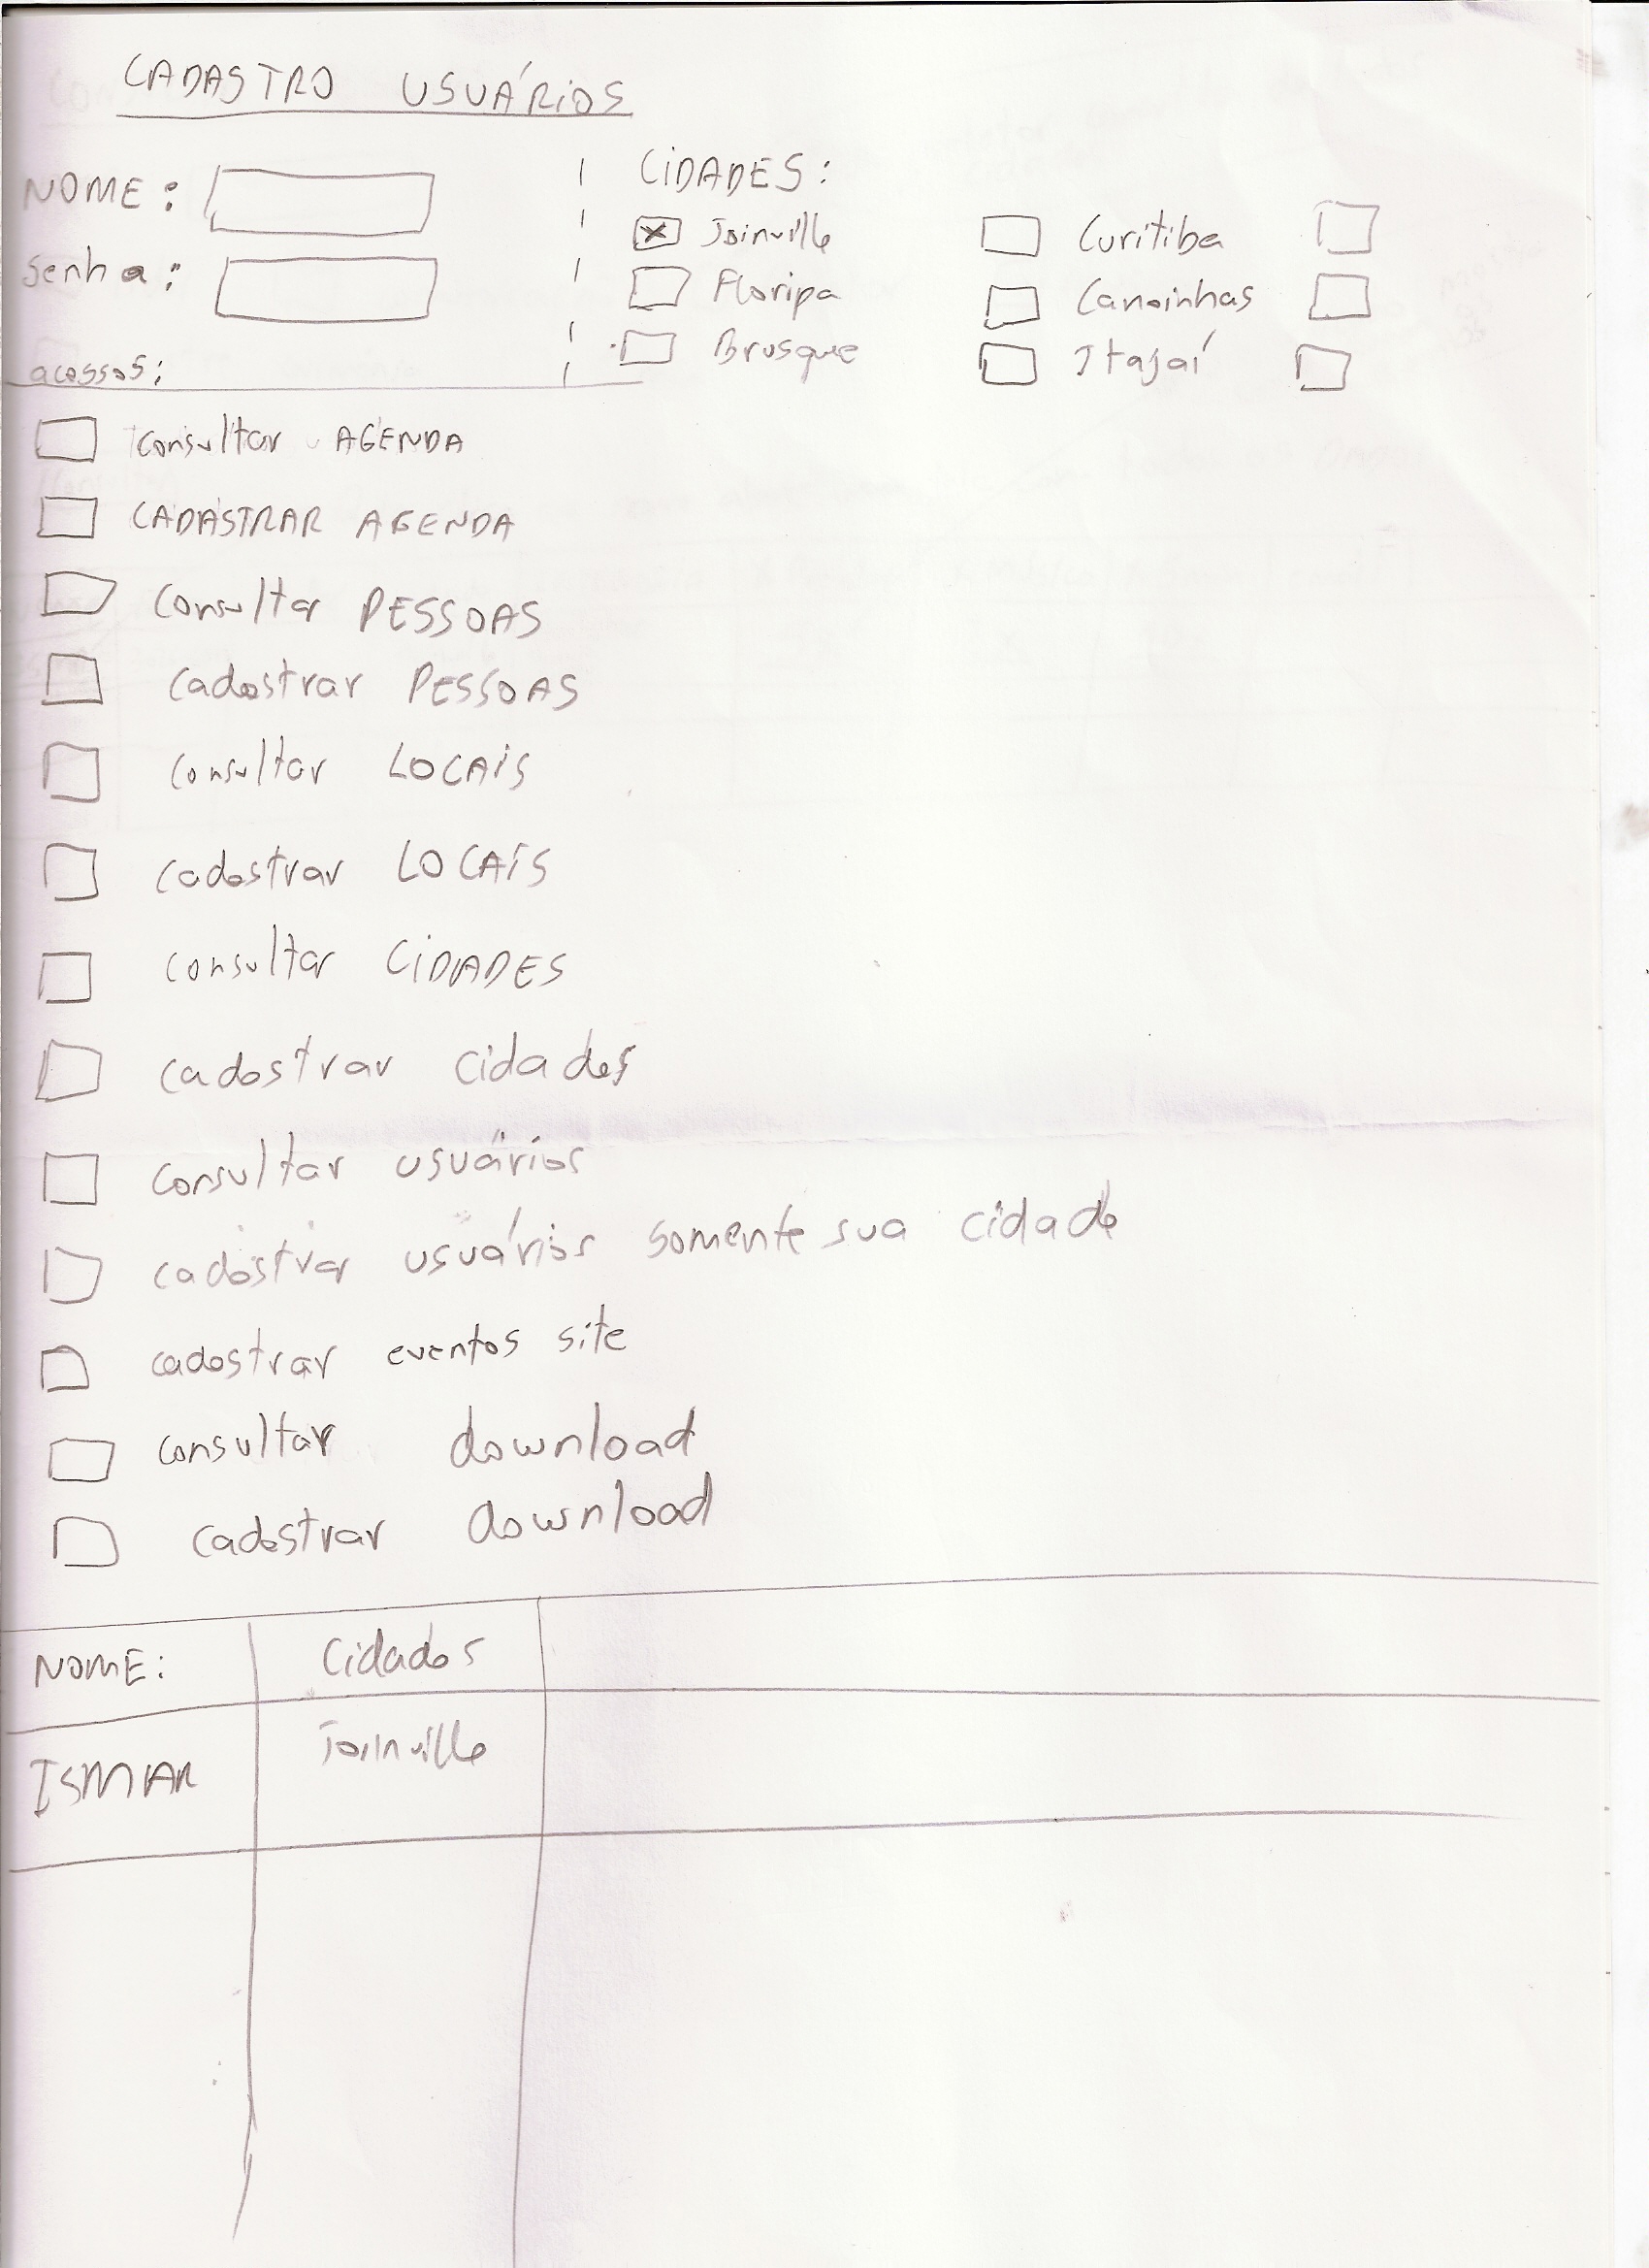 CADASTRO USUÁRIOS
NOME:
Senha:
CIDADES:
Joinville Curitiba
Floripa Canoinhas
Brusque Itajaí
acessos:
Consultar AGENDA
CADASTRAR AGENDA
Consultar PESSOAS
cadastrar PESSOAS
Consultar LOCAIS
cadastrar LOCAIS
consultar CIDADES
cadastrar cidades
consultar usuários
cadastrar usuários somente sua cidade
cadastrar eventos site
consultar download
cadastrar download
NOME: Cidades
ISMAR Joinville